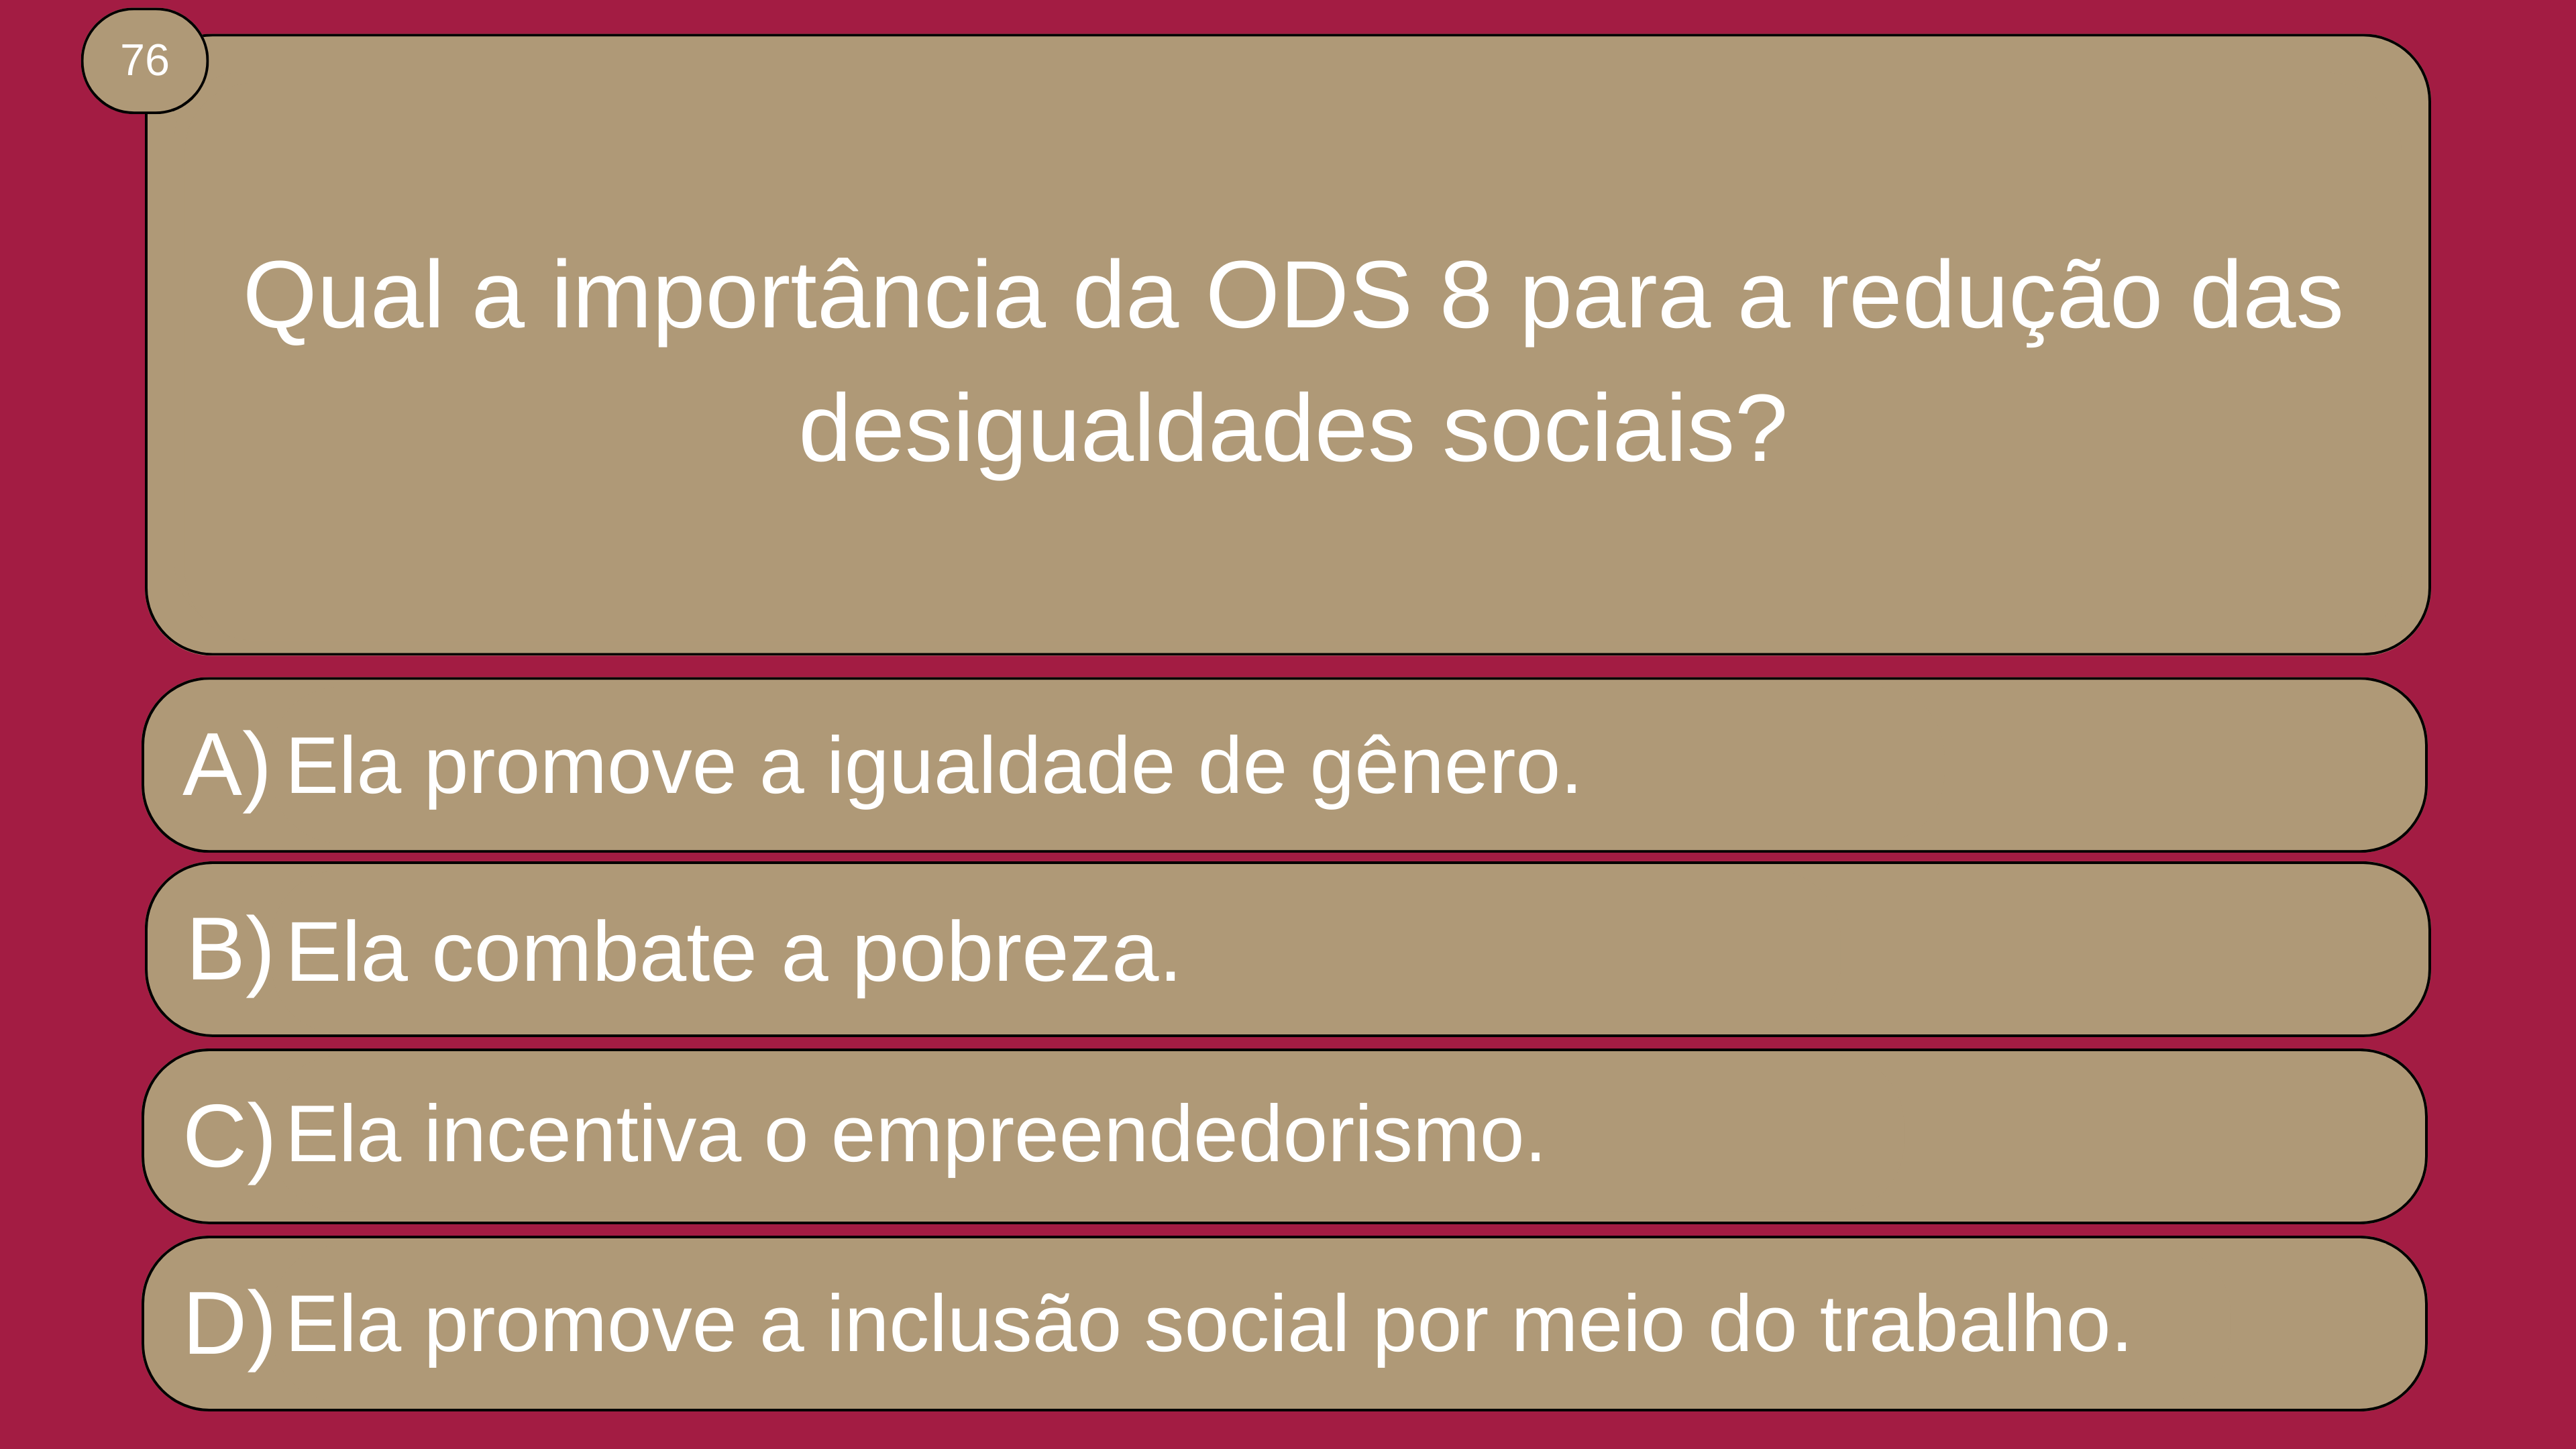 76
Qual a importância da ODS 8 para a redução das
desigualdades sociais?
A) Ela promove a igualdade de gênero.
B) Ela combate a pobreza.
C) Ela incentiva o empreendedorismo.
D) Ela promove a inclusão social por meio do trabalho.